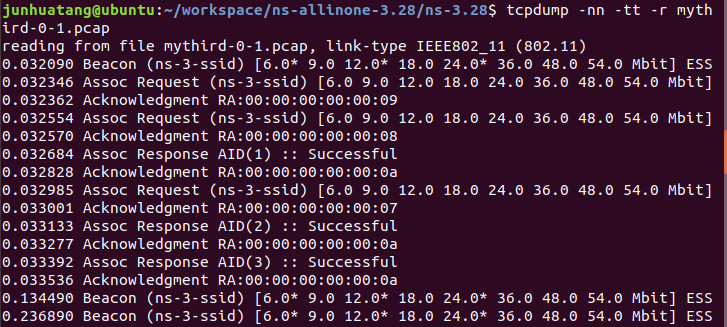 junhuatang@ubuntu:~/workspace/ns-allinone-3.28/ns-3.28$ tcpdump -nn -tt -r myth
ird-0-1.pcap
reading from file mythird-0-1.pcap, link-type IEEE802_11 (802.11)
0.032090 Beacon (ns-3-ssid) [6.0* 9.0 12.0* 18.0 24.0* 36.0 48.0 54.0 Mbit] ESS
0.032346 Assoc Request (ns-3-ssid) [6.0 9.0 12.0 18.0 24.0 36.0 48.0 54.0 Mbit]
0.032362 Acknowledgment RA:00:00:00:00:00:09
0.032554 Assoc Request (ns-3-ssid) [6.0 9.0 12.0 18.0 24.0 36.0 48.0 54.0 Mbit]
0.032570 Acknowledgment RA:00:00:00:00:00:08
0.032684 Assoc Response AID(1) :: Successful
0.032828 Acknowledgment RA:00:00:00:00:00:0a
0.032985 Assoc Request (ns-3-ssid) [6.0 9.0 12.0 18.0 24.0 36.0 48.0 54.0 Mbit]
0.033001 Acknowledgment RA:00:00:00:00:00:07
0.033133 Assoc Response AID(2) :: Successful
0.033277 Acknowledgment RA:00:00:00:00:00:0a
0.033392 Assoc Response AID(3) :: Successful
0.033536 Acknowledgment RA:00:00:00:00:00:0a
0.134490 Beacon (ns-3-ssid) [6.0* 9.0 12.0* 18.0 24.0* 36.0 48.0 54.0 Mbit] ESS
0.236890 Beacon (ns-3-ssid) [6.0* 9.0 12.0* 18.0 24.0* 36.0 48.0 54.0 Mbit] ESS